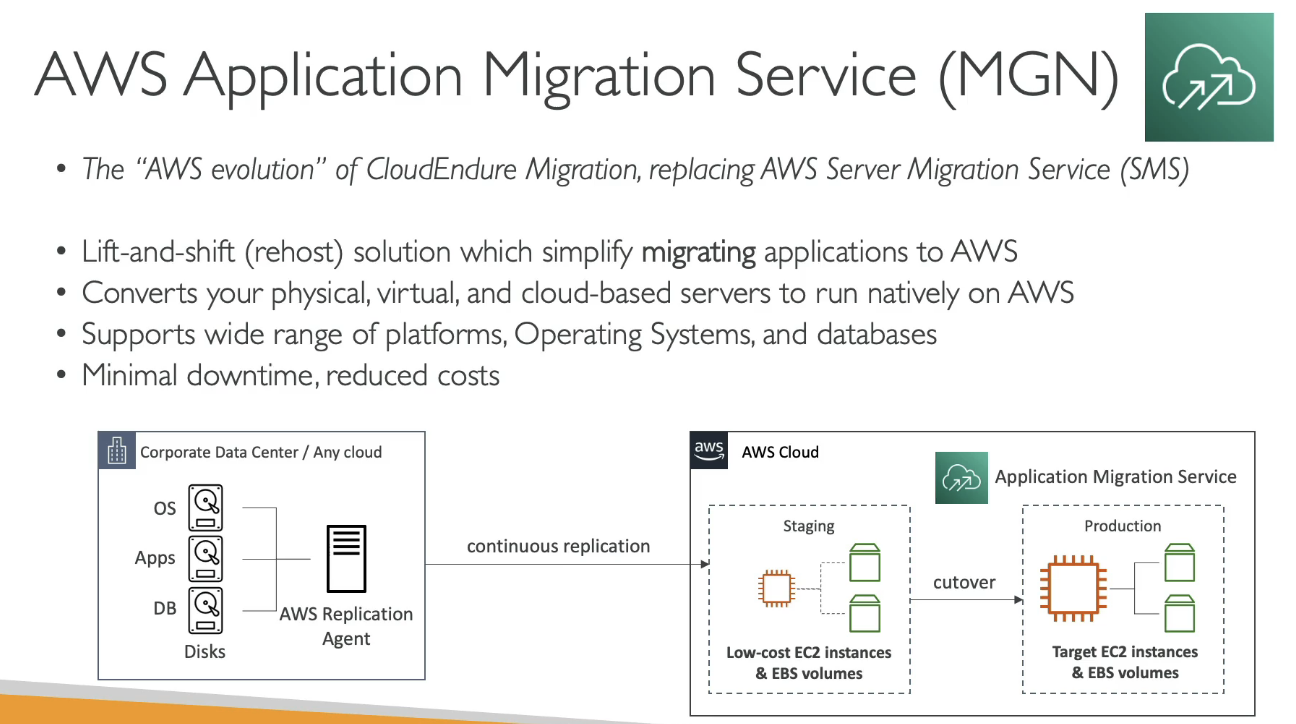 AWS Application Migration Service (MGN)
• The “AWS evolution” of CloudEndure Migration, replacing AWS Server Migration Service (SMS)
• Lift-and-shift (rehost) solution which simplify migrating applications to AWS
• Converts your physical, virtual, and cloud-based servers to run natively on AWS
• Supports wide range of platforms, Operating Systems, and databases
• Minimal downtime, reduced costs
Corporate Data Center / Any cloud
OS
Apps
DB
Disks
AWS Replication
Agent
continuous replication
aws
AWS Cloud
Application Migration Service
Staging
Low-cost EC2 instances
& EBS volumes
cutover
Production
Target EC2 instances
& EBS volumes